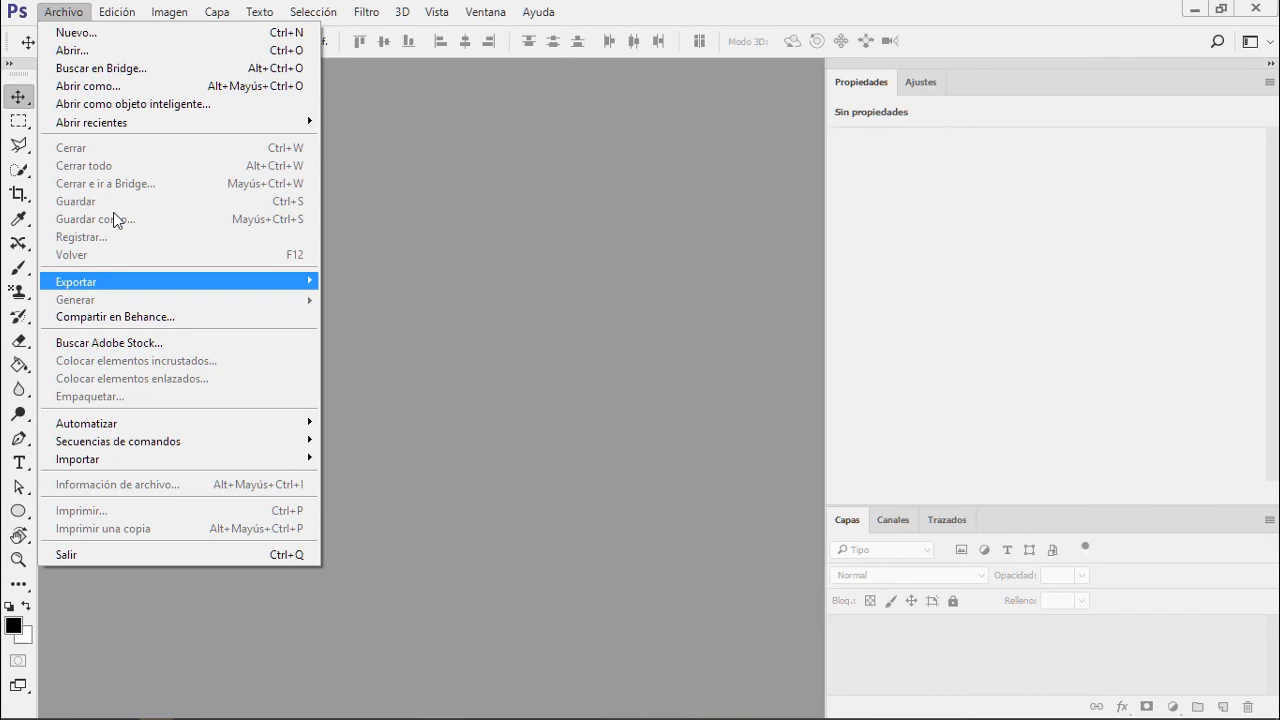 Ps Archivo Edición Imagen Capa Texto Selección Filtro 3D Vista Ventana Ayuda
f. Modo 3D:
Nuevo... Ctrl+N
Abrir... Ctrl+O
Buscar en Bridge... Alt+Ctrl+O
Abrir como... Alt+Mayús+Ctrl+O
Abrir como objeto inteligente...
Abrir recientes
Cerrar Ctrl+W
Cerrar todo Alt+Ctrl+W
Cerrar e ir a Bridge... Mayús+Ctrl+W
Guardar Ctrl+S
Guardar como... Mayús+Ctrl+S
Registrar...
Volver F12
Exportar
Generar
Compartir en Behance...
Buscar Adobe Stock...
Colocar elementos incrustados...
Colocar elementos enlazados...
Empaquetar...
Automatizar
Secuencias de comandos
Importar
Información de archivo... Alt+Mayús+Ctrl+I
Imprimir... Ctrl+P
Imprimir una copia Alt+Mayús+Ctrl+P
Salir Ctrl+Q
Propiedades Ajustes
Sin propiedades
Capas Canales Trazados
Tipo
Normal Opacidad:
Bloq.: Relleno: